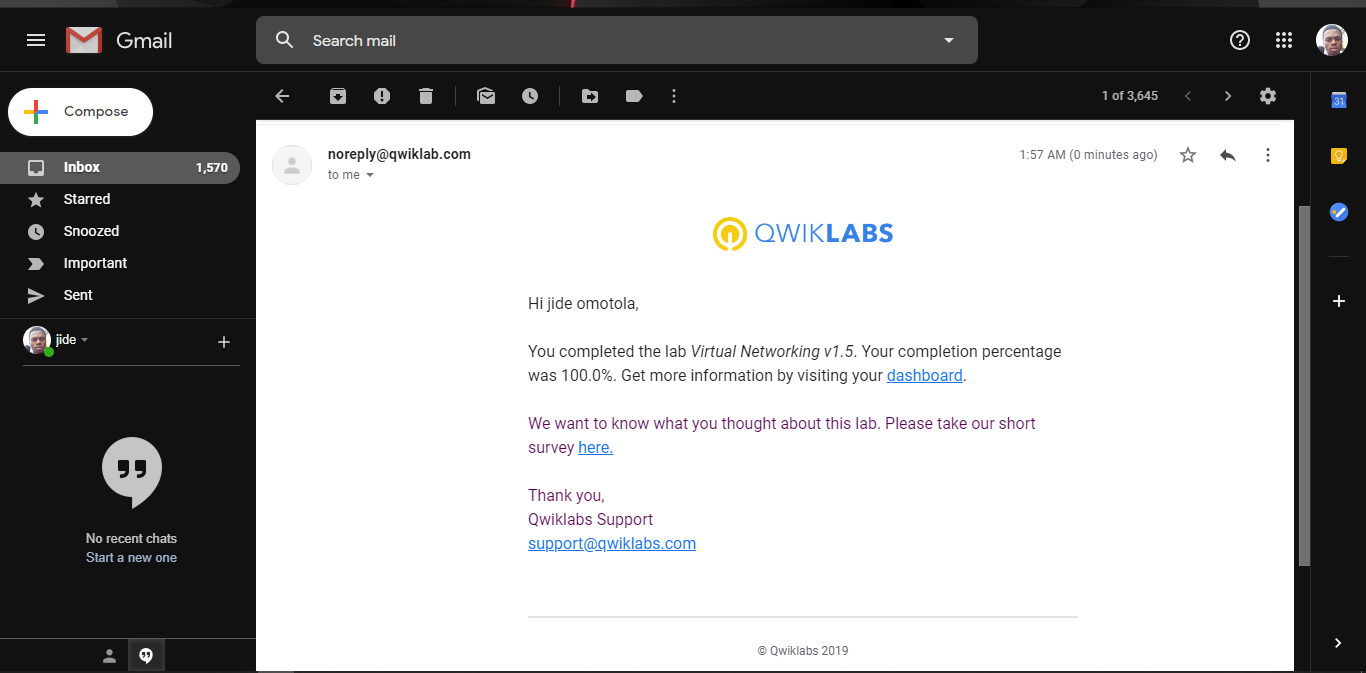 Gmail
Search mail
Compose
1 of 3,645
31
Inbox 1,570
Starred
Snoozed
Important
Sent
jide
No recent chats
Start a new one
noreply@qwiklab.com
1:57 AM (0 minutes ago)
to me
QWIKLABS
Hi jide omotola,
You completed the lab Virtual Networking v1.5. Your completion percentage
was 100.0%. Get more information by visiting your dashboard.
We want to know what you thought about this lab. Please take our short
survey here.
Thank you,
Qwiklabs Support
support@qwiklabs.com
© Qwiklabs 2019